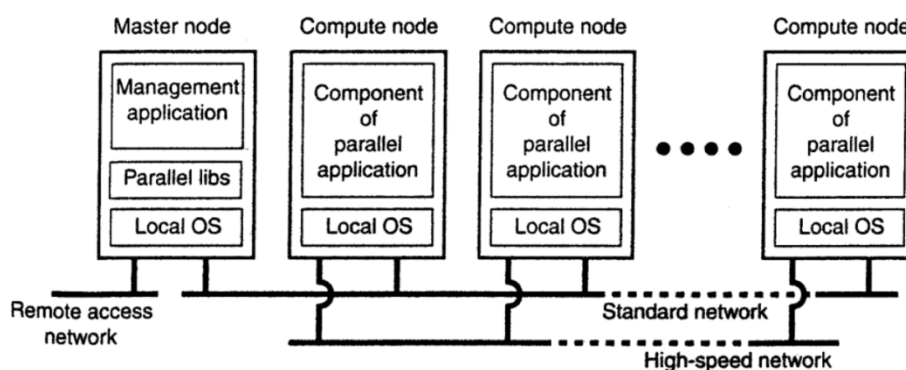 Master node
Compute node
Compute node
Compute node
Management
application
Parallel libs
Local OS
Component
of
parallel
application
Local OS
Component
of
parallel
application
Local OS
Component
of
parallel
application
Local OS
Remote access
network
Standard network
High-speed network